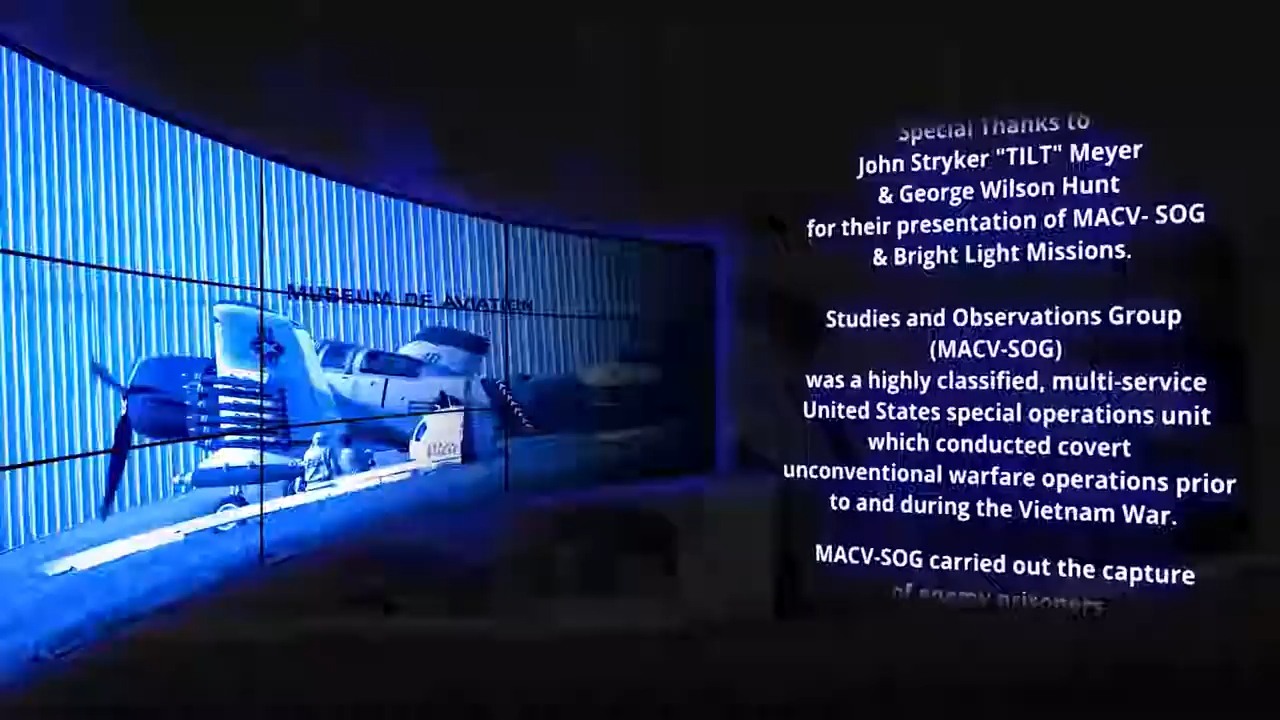 MUSEUM OF AVIATION
Special Thanks to
John Stryker "TILT" Meyer
& George Wilson Hunt
for their presentation of MACV- SOG
& Bright Light Missions.
Studies and Observations Group
(MACV-SOG)
was a highly classified, multi-service
United States special operations unit
which conducted covert
unconventional warfare operations prior
to and during the Vietnam War.
MACV-SOG carried out the capture
of enemy prisoners